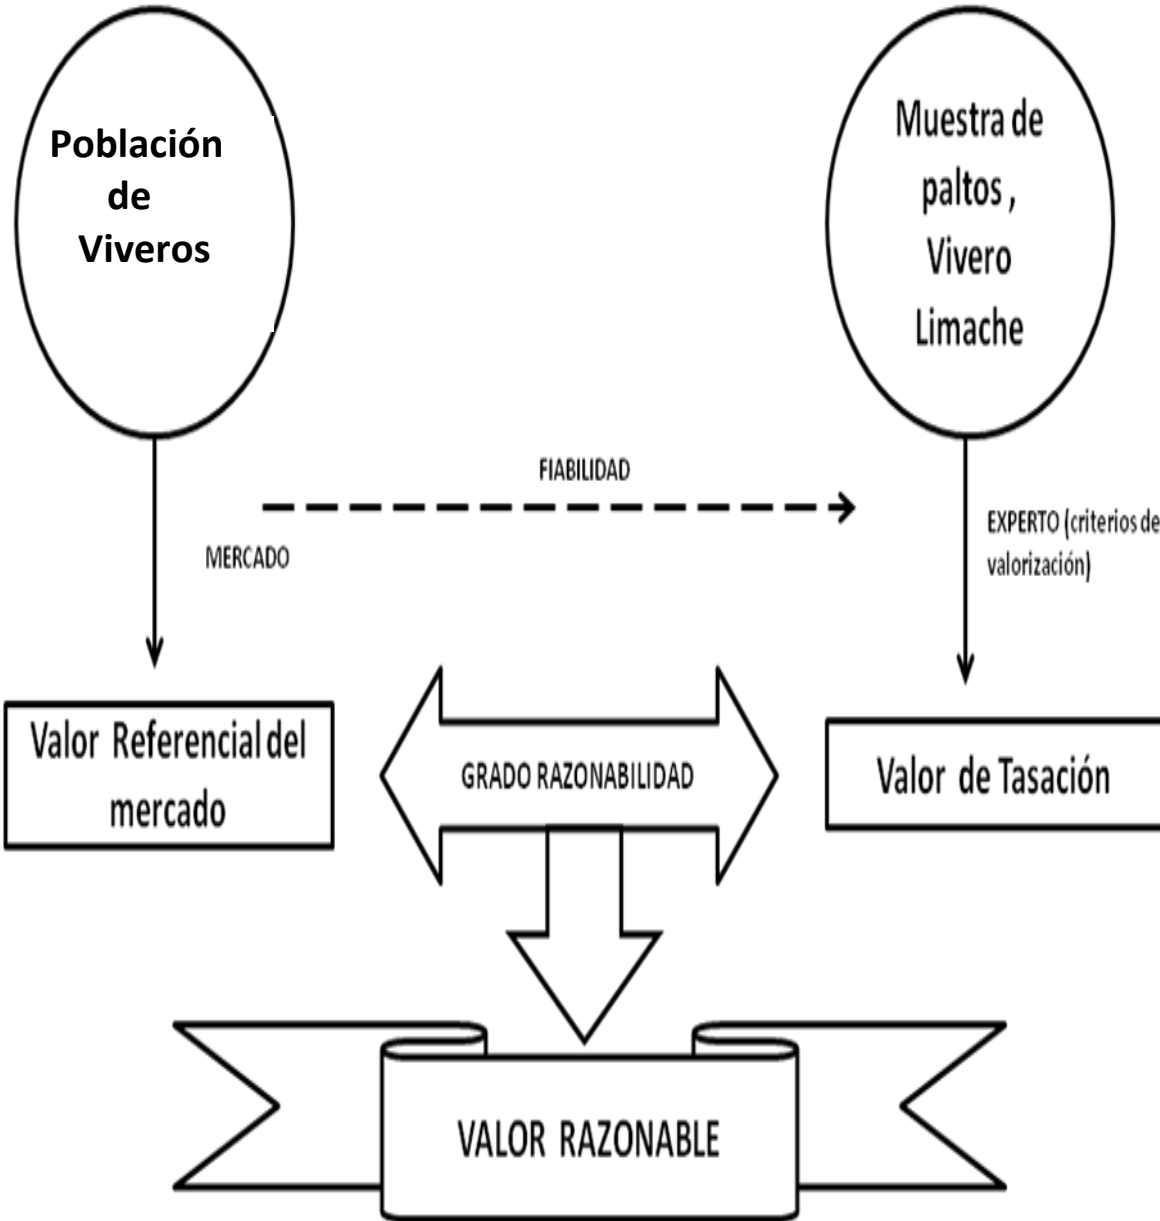 Población
de
Viveros
Muestra de
paltos ,
Vivero
Limache
FIABILIDAD
MERCADO
EXPERTO (criterios de
valorización)
Valor Referencial del
mercado
GRADO RAZONABILIDAD
Valor de Tasación
VALOR RAZONABLE